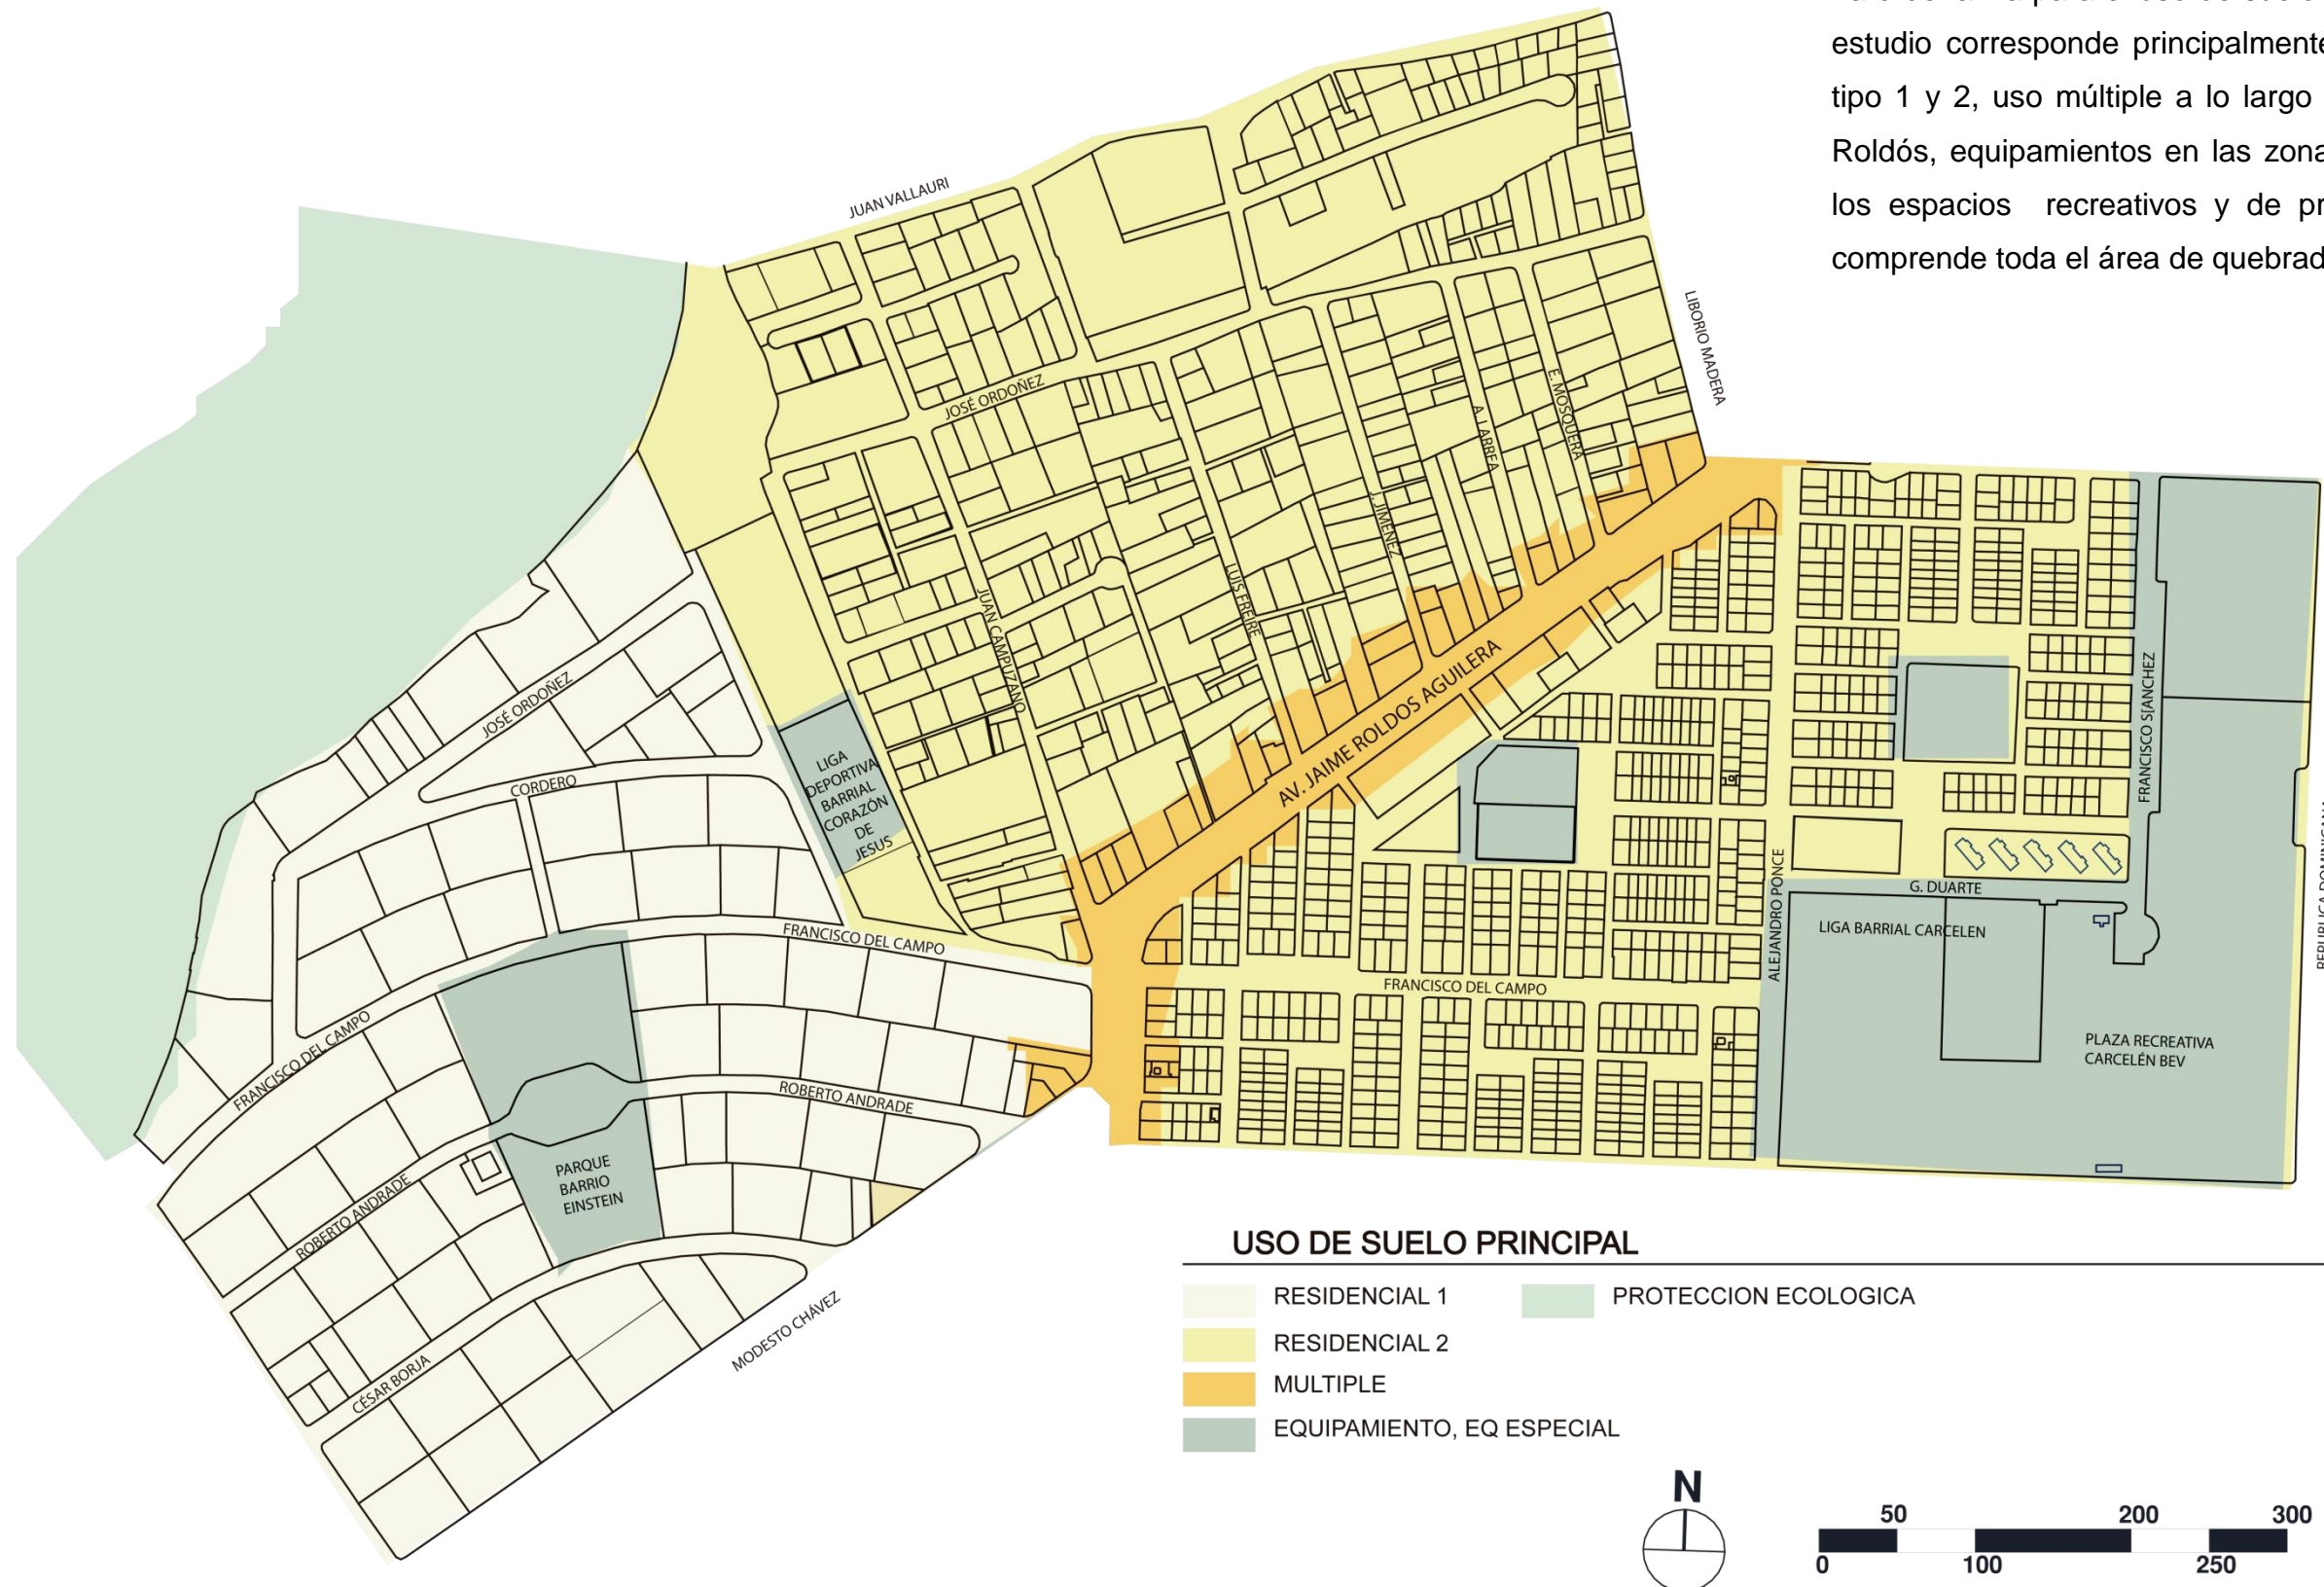 estudio corresponde principalmente
tipo 1 y 2, uso múltiple a lo largo
Roldós, equipamientos en las zona
los espacios recreativos y de pr
comprende toda el área de quebrad
JUAN VALLAURI
LIBORIO MADERA
JOSÉ ORDOÑEZ
E. MOSQUERA
A. LARREA
J. JIMENEZ
LUIS FREIRE
JUAN CAMPUZANO
AV. JAIME ROLDOS AGUILERA
JOSÉ ORDOÑEZ
CORDERO
LIGA
DEPORTIVA
BARRIAL
CORAZÓN
DE
JESUS
FRANCISCO S[ANCHEZ
REPUBLICA DOMINICANA
ALEJANDRO PONCE
G. DUARTE
LIGA BARRIAL CARCELEN
FRANCISCO DEL CAMPO
FRANCISCO DEL CAMPO
FRANCISCO DEL CAMPO
PLAZA RECREATIVA
CARCELÉN BEV
ROBERTO ANDRADE
ROBERTO ANDRADE
PARQUE
BARRIO
EINSTEIN
CÉSAR BORJA
MODESTO CHÁVEZ
USO DE SUELO PRINCIPAL
RESIDENCIAL 1
PROTECCION ECOLOGICA
RESIDENCIAL 2
MULTIPLE
EQUIPAMIENTO, EQ ESPECIAL
N
50 200 300
0 100 250